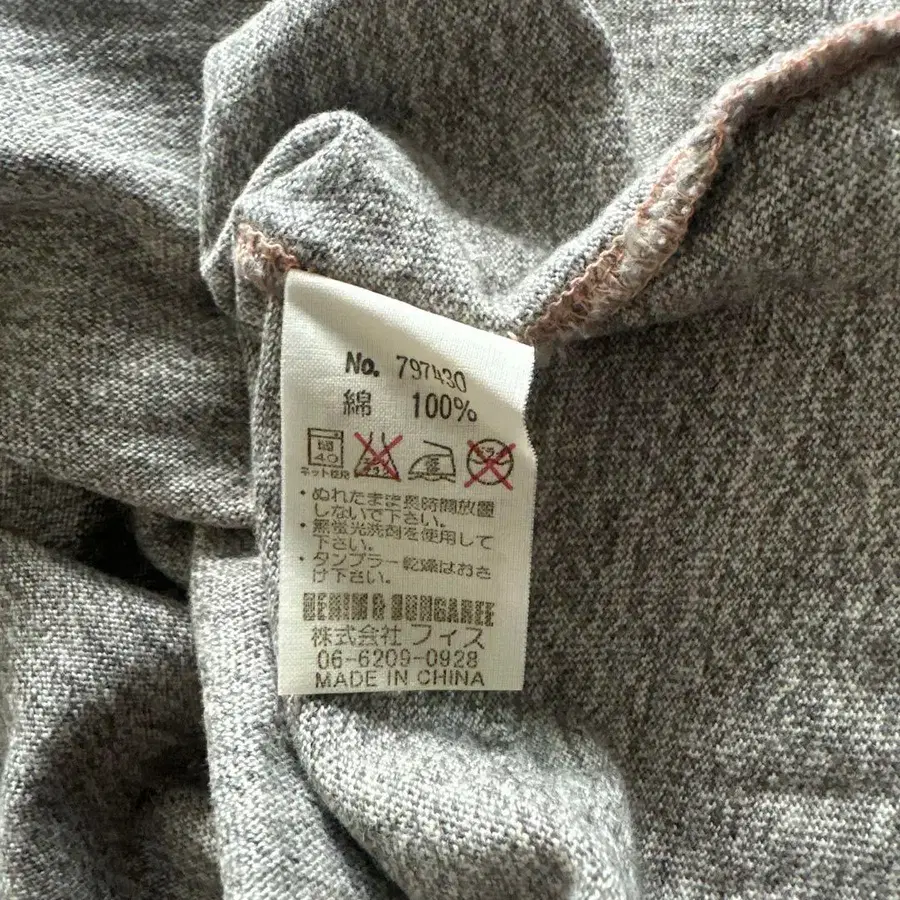 No. 797430
綿 100%
40
ネット使用
・ぬれたまま長時間放置
しないで下さい。
・無蛍光洗剤を使用して
下さい。
・タンブラー乾燥はおさ
け下さい。
DENIM & DUNGAREE
株式会社 フィス
06-6209-0928
MADE IN CHINA